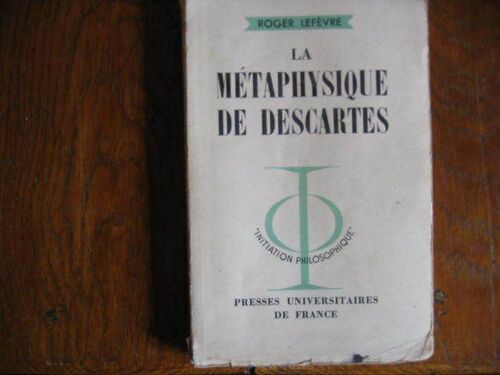 ROGER LEFÈVRE
LA
MÉTAPHYSIQUE
DE DESCARTES
"INITIATION PHILOSOPHIQUE"
PRESSES UNIVERSITAIRES
DE FRANCE